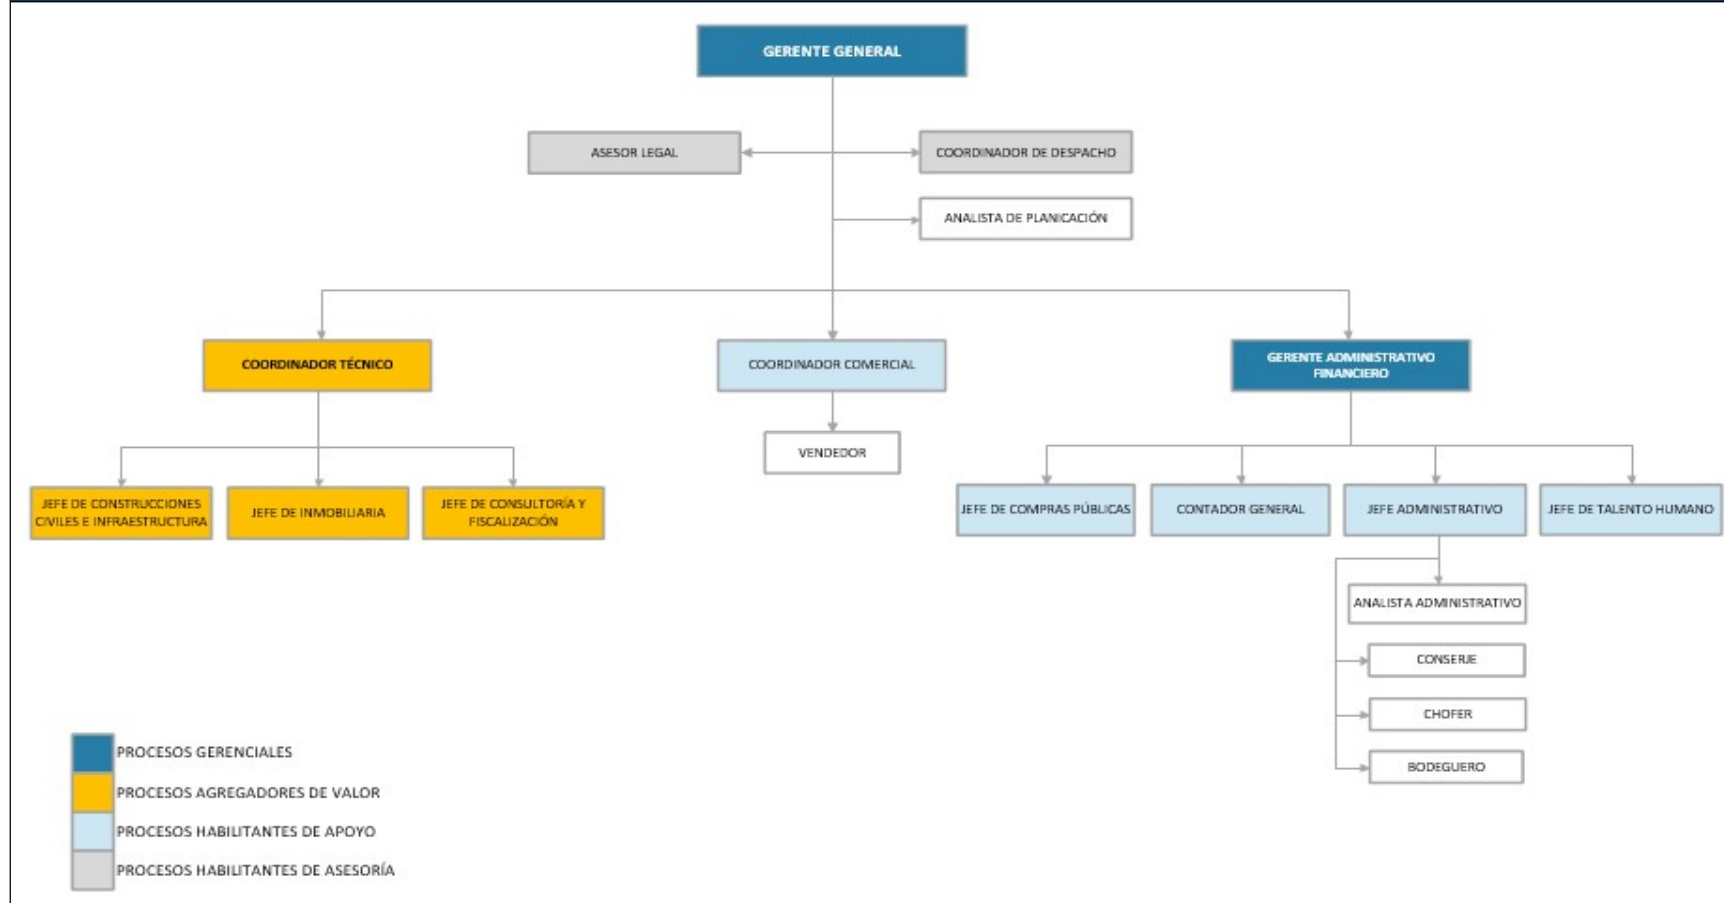 GERENTE GENERAL
ASESOR LEGAL
COORDINADOR DE DESPACHO
ANALISTA DE PLANICACIÓN
COORDINADOR TÉCNICO
COORDINADOR COMERCIAL
GERENTE ADMINISTRATIVO
FINANCIERO
VENDEDOR
JEFE DE CONSTRUCCIONES
CIVILES E INFRAESTRUCTURA
JEFE DE INMOBILIARIA
JEFE DE CONSULTORÍA Y
FISCALIZACIÓN
JEFE DE COMPRAS PÚBLICAS
CONTADOR GENERAL
JEFE ADMINISTRATIVO
JEFE DE TALENTO HUMANO
ANALISTA ADMINISTRATIVO
CONSERJE
CHOFER
BODEGUERO
PROCESOS GERENCIALES
PROCESOS AGREGADORES DE VALOR
PROCESOS HABILITANTES DE APOYO
PROCESOS HABILITANTES DE ASESORÍA